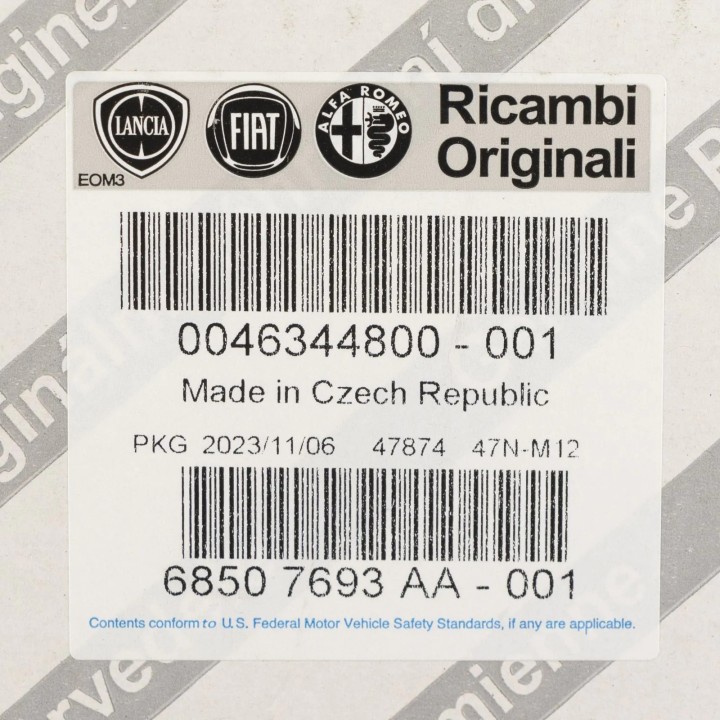 LANCIA
FIAT
ALFA ROMEO
Ricambi
Originali
EOM3
0046344800 - 001
Made in Czech Republic
PKG 2023/11/06 47874 47N-M12
6850 7693 AA - 001
Contents conform to U.S. Federal Motor Vehicle Safety Standards, if any are applicable.